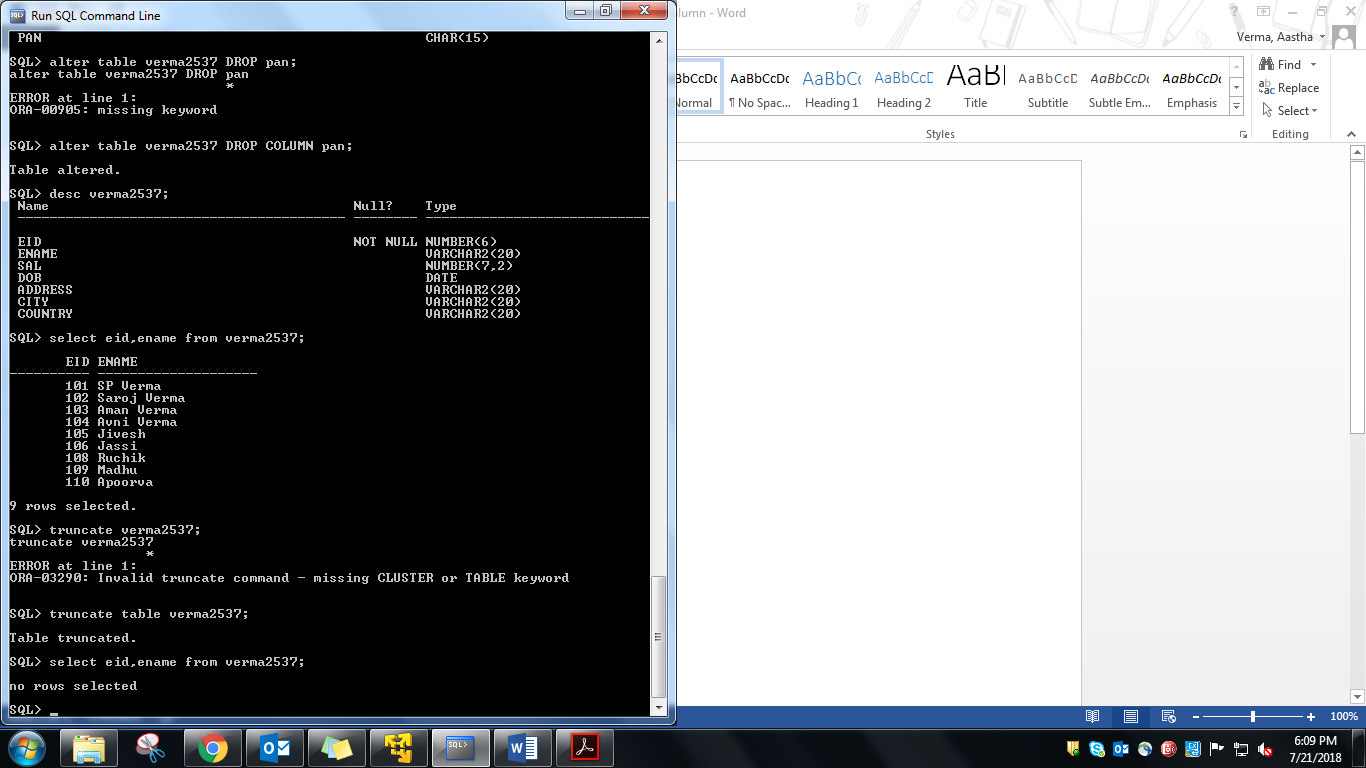 Run SQL Command Line
PAN CHAR(15)
SQL> alter table verma2537 DROP pan;
alter table verma2537 DROP pan
*
ERROR at line 1:
ORA-00905: missing keyword
SQL> alter table verma2537 DROP COLUMN pan;
Table altered.
SQL> desc verma2537;
Name Null? Type
----------------------------------------- -------- ----------------------------
EID NOT NULL NUMBER(6)
ENAME VARCHAR2(20)
SAL NUMBER(7,2)
DOB DATE
ADDRESS VARCHAR2(20)
CITY VARCHAR2(20)
COUNTRY VARCHAR2(20)
SQL> select eid,ename from verma2537;
EID ENAME
---------- --------------------
101 SP Verma
102 Saroj Verma
103 Aman Verma
104 Avni Verma
105 Jivesh
106 Jassi
108 Ruchik
109 Madhu
110 Apoorva
9 rows selected.
SQL> truncate verma2537;
truncate verma2537
*
ERROR at line 1:
ORA-03290: Invalid truncate command - missing CLUSTER or TABLE keyword
SQL> truncate table verma2537;
Table truncated.
SQL> select eid,ename from verma2537;
no rows selected
SQL> _
olumn - Word
Verma, Aastha
BbCcDc AaBbCcDc AaBbCc AaBbCcD AaB AaBbCcD AaBbCcDc AaBbCcDc
Normal ¶ No Spac... Heading 1 Heading 2 Title Subtitle Subtle Em... Emphasis
Styles
Find
Replace
Select
Editing
100%
SQL>
6:09 PM
7/21/2018